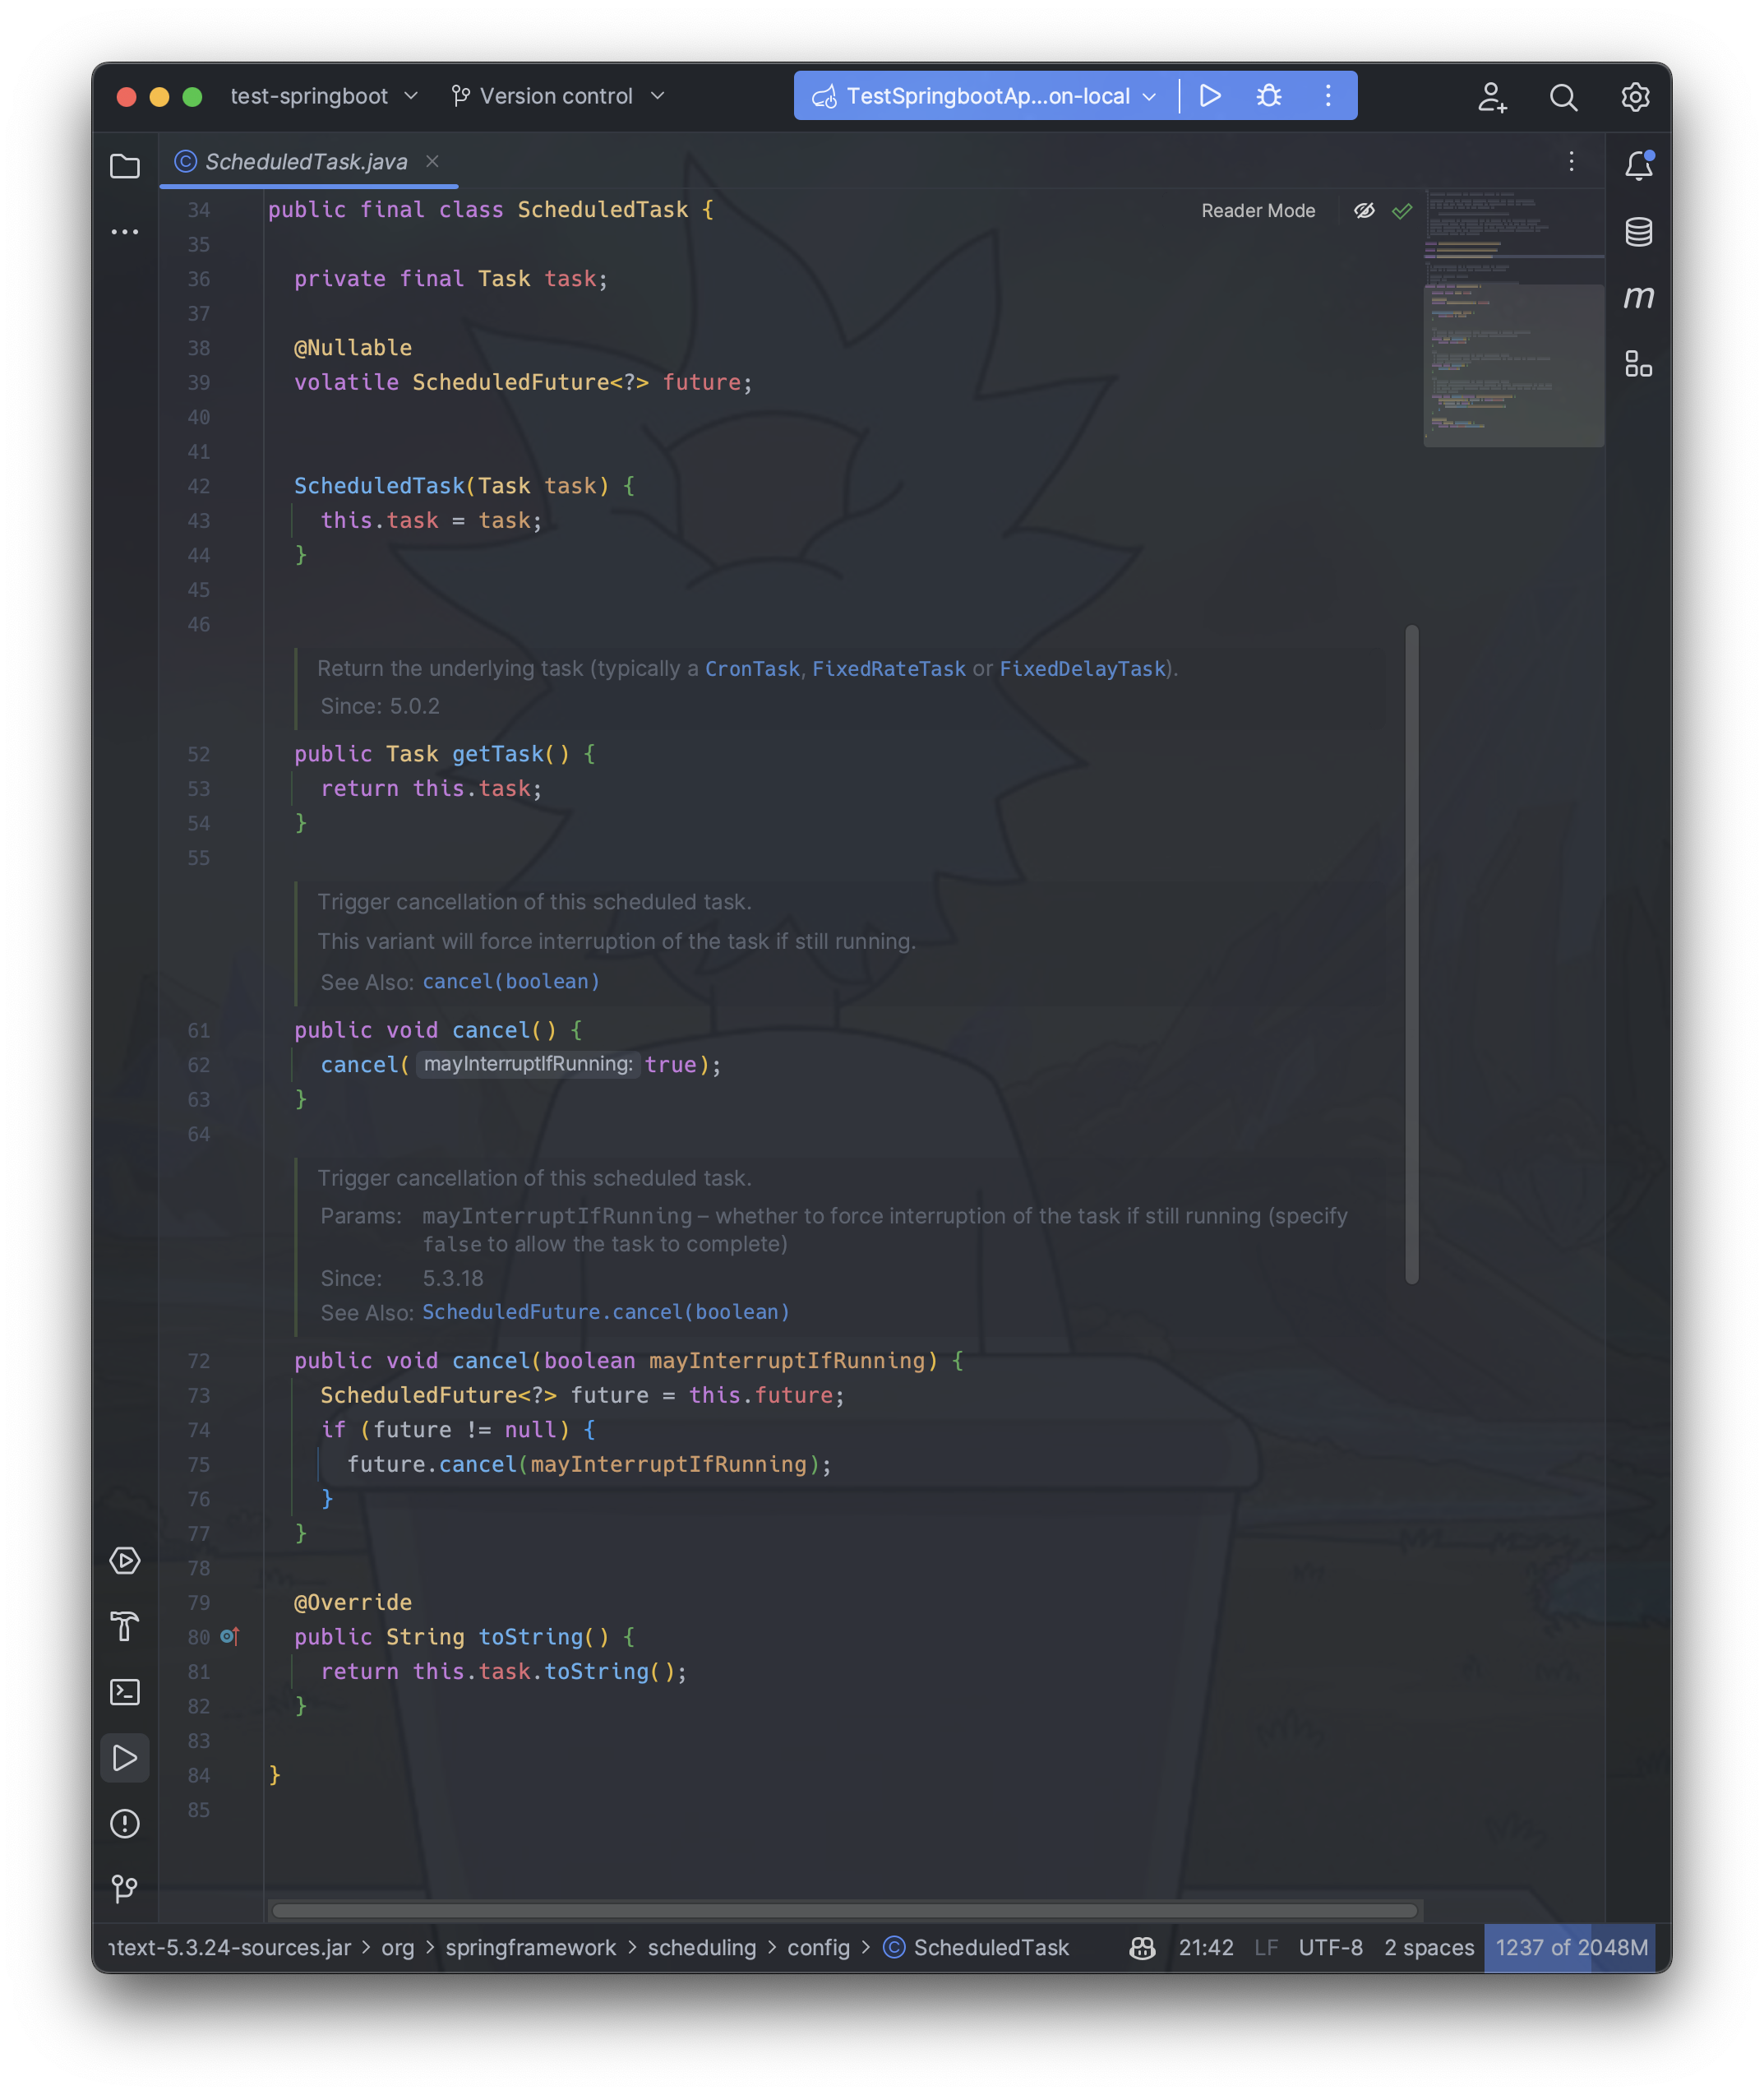 test-springboot
Version control
TestSpringbootAp...on-local
ScheduledTask.java
Reader Mode
34 public final class ScheduledTask {
35
36 private final Task task;
37
38 @Nullable
39 volatile ScheduledFuture<?> future;
40
41
42 ScheduledTask(Task task) {
43 this.task = task;
44 }
45
46
Return the underlying task (typically a CronTask, FixedRateTask or FixedDelayTask).
Since: 5.0.2
52 public Task getTask() {
53 return this.task;
54 }
55
Trigger cancellation of this scheduled task.
This variant will force interruption of the task if still running.
See Also: cancel(boolean)
61 public void cancel() {
62 cancel( mayInterruptIfRunning: true);
63 }
64
Trigger cancellation of this scheduled task.
Params: mayInterruptIfRunning – whether to force interruption of the task if still running (specify
false to allow the task to complete)
Since: 5.3.18
See Also: ScheduledFuture.cancel(boolean)
72 public void cancel(boolean mayInterruptIfRunning) {
73 ScheduledFuture<?> future = this.future;
74 if (future != null) {
75 future.cancel(mayInterruptIfRunning);
76 }
77 }
78
79 @Override
80 public String toString() {
81 return this.task.toString();
82 }
83
84 }
85
text-5.3.24-sources.jar > org > springframework > scheduling > config > ScheduledTask 21:42 LF UTF-8 2 spaces 1237 of 2048M